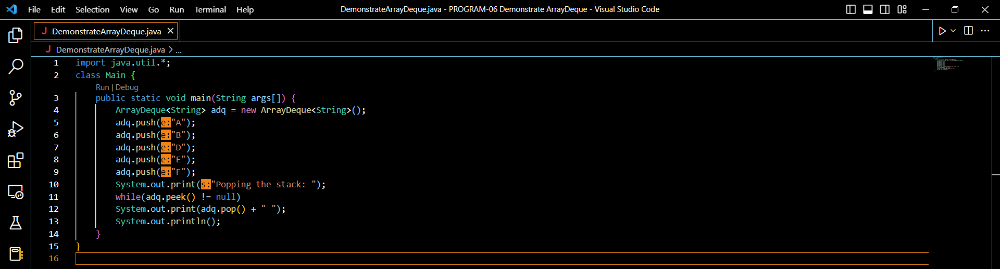 File Edit Selection View Go Run Terminal Help DemonstrateArrayDeque.java - PROGRAM-06 Demonstrate ArrayDeque - Visual Studio Code
J DemonstrateArrayDeque.java
J DemonstrateArrayDeque.java > ...
1 import java.util.*;
2 class Main {
Run | Debug
3 public static void main(String args[]) {
4 ArrayDeque<String> adq = new ArrayDeque<String>();
5 adq.push(e:"A");
6 adq.push(e:"B");
7 adq.push(e:"D");
8 adq.push(e:"E");
9 adq.push(e:"F");
10 System.out.print(s:"Popping the stack: ");
11 while(adq.peek() != null)
12 System.out.print(adq.pop() + " ");
13 System.out.println();
14 }
15 }
16